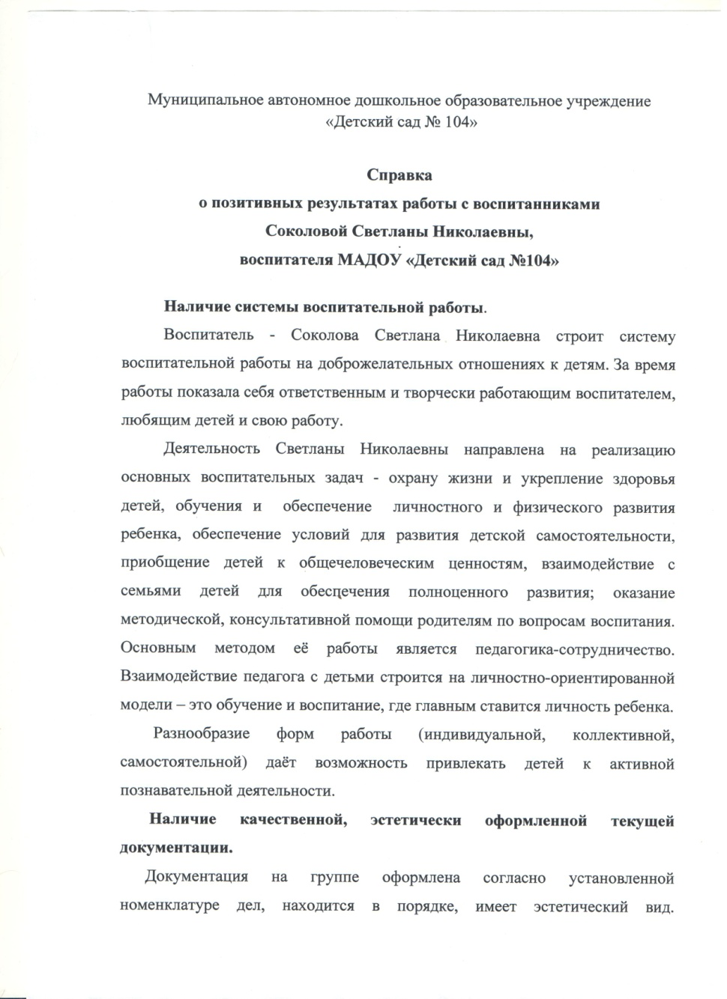 Муниципальное автономное дошкольное образовательное учреждение
«Детский сад № 104»
Справка
о позитивных результатах работы с воспитанниками
Соколовой Светланы Николаевны,
воспитателя МАДОУ «Детский сад №104»
Наличие системы воспитательной работы.
Воспитатель - Соколова Светлана Николаевна строит систему
воспитательной работы на доброжелательных отношениях к детям. За время
работы показала себя ответственным и творчески работающим воспитателем,
любящим детей и свою работу.
Деятельность Светланы Николаевны направлена на реализацию
основных воспитательных задач - охрану жизни и укрепление здоровья
детей, обучения и обеспечение личностного и физического развития
ребенка, обеспечение условий для развития детской самостоятельности,
приобщение детей к общечеловеческим ценностям, взаимодействие с
семьями детей для обеспечения полноценного развития; оказание
методической, консультативной помощи родителям по вопросам воспитания.
Основным методом её работы является педагогика-сотрудничество.
Взаимодействие педагога с детьми строится на личностно-ориентированной
модели – это обучение и воспитание, где главным ставится личность ребенка.
Разнообразие форм работы (индивидуальной, коллективной,
самостоятельной) даёт возможность привлекать детей к активной
познавательной деятельности.
Наличие качественной, эстетически оформленной текущей
документации.
Документация на группе оформлена согласно установленной
номенклатуре дел, находится в порядке, имеет эстетический вид.